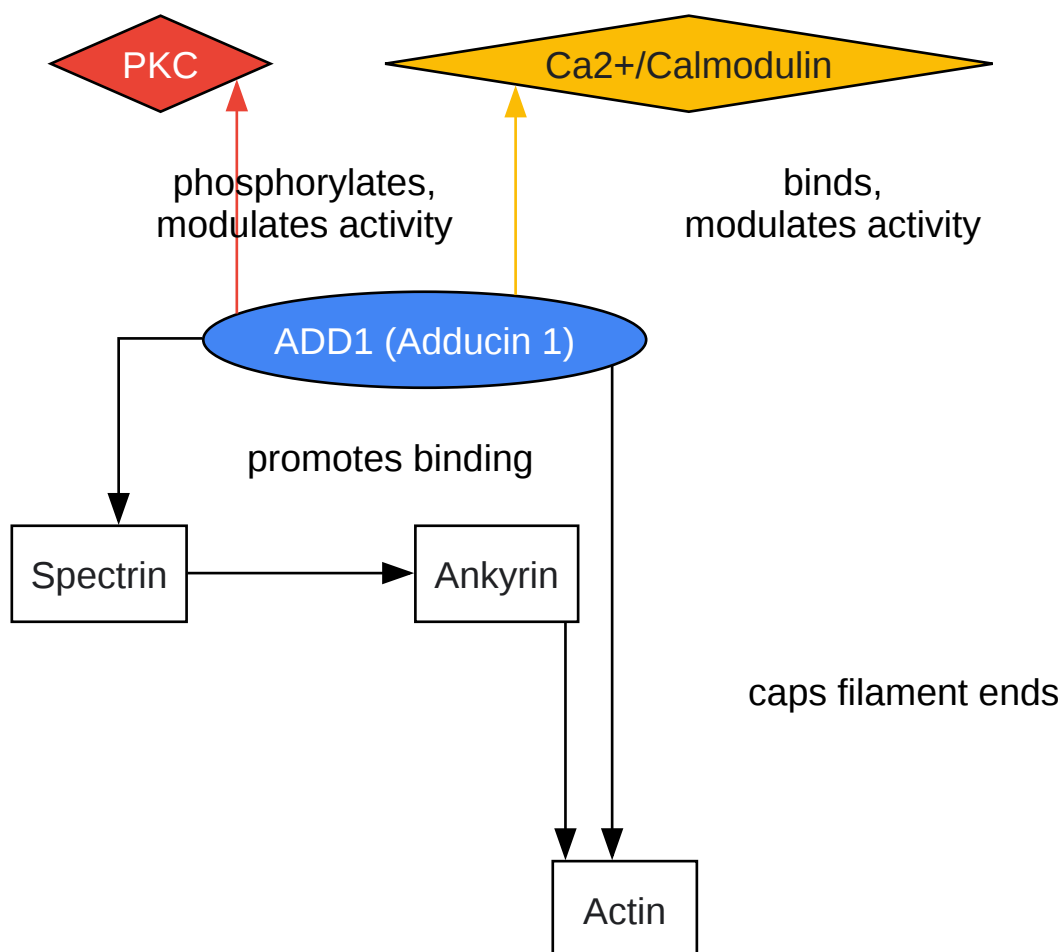 PKC
Ca2+/Calmodulin
phosphorylates,
modulates activity
binds,
modulates activity
ADD1 (Adducin 1)
promotes binding
Spectrin
Ankyrin
caps filament ends
Actin